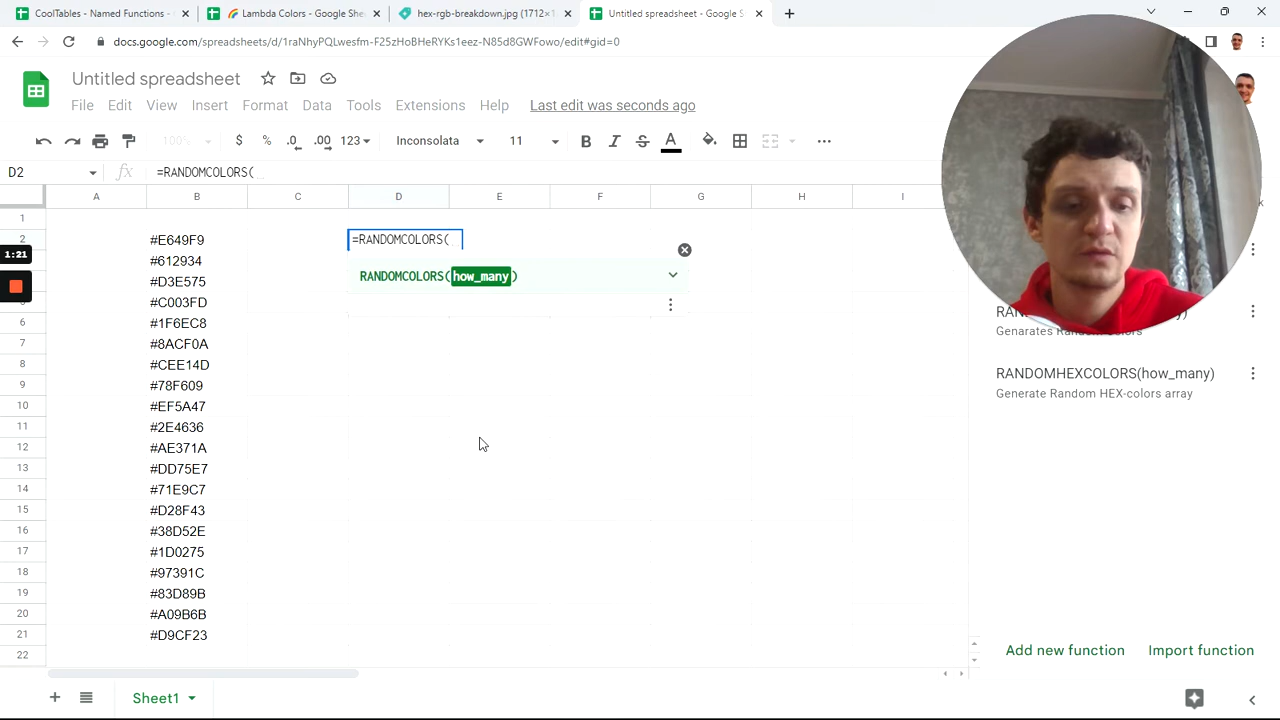 CoolTables - Named Functions - G
Lambda Colors - Google She
hex-rgb-breakdown.jpg (1712×1
Untitled spreadsheet - Google S
docs.google.com/spreadsheets/d/1raNhyPQLwesfm-F25zHoBHeRYKs1eez-N85d8GWFowo/edit#gid=0
Untitled spreadsheet
File Edit View Insert Format Data Tools Extensions Help Last edit was seconds ago
100% $ % .0 .00 123 Inconsolata 11 B I S A
D2 =RANDOMCOLORS(
A B C D E F G H I
1
2 #E649F9 =RANDOMCOLORS(
1:21
#612934
RANDOMCOLORS(how_many)
#D3E575
5 #C003FD
6 #1F6EC8
7 #8ACF0A
8 #CEE14D
9 #78F609
10 #EF5A47
11 #2E4636
12 #AE371A
13 #DD75E7
14 #71E9C7
15 #D28F43
16 #38D52E
17 #1D0275
18 #97391C
19 #83D89B
20 #A09B6B
21 #D9CF23
22
Genarates Random Colors
RANDOMHEXCOLORS(how_many)
Generate Random HEX-colors array
Add new function Import function
Sheet1